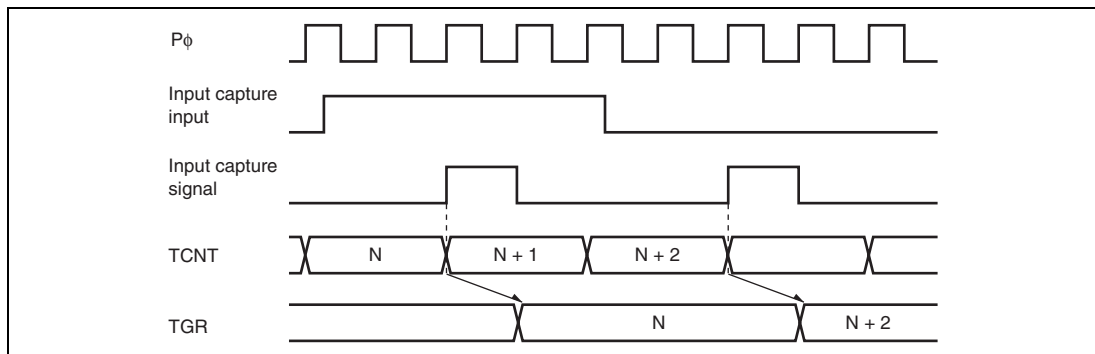 Pϕ
Input capture
input
Input capture
signal
TCNT
N
N + 1
N + 2
TGR
N
N + 2